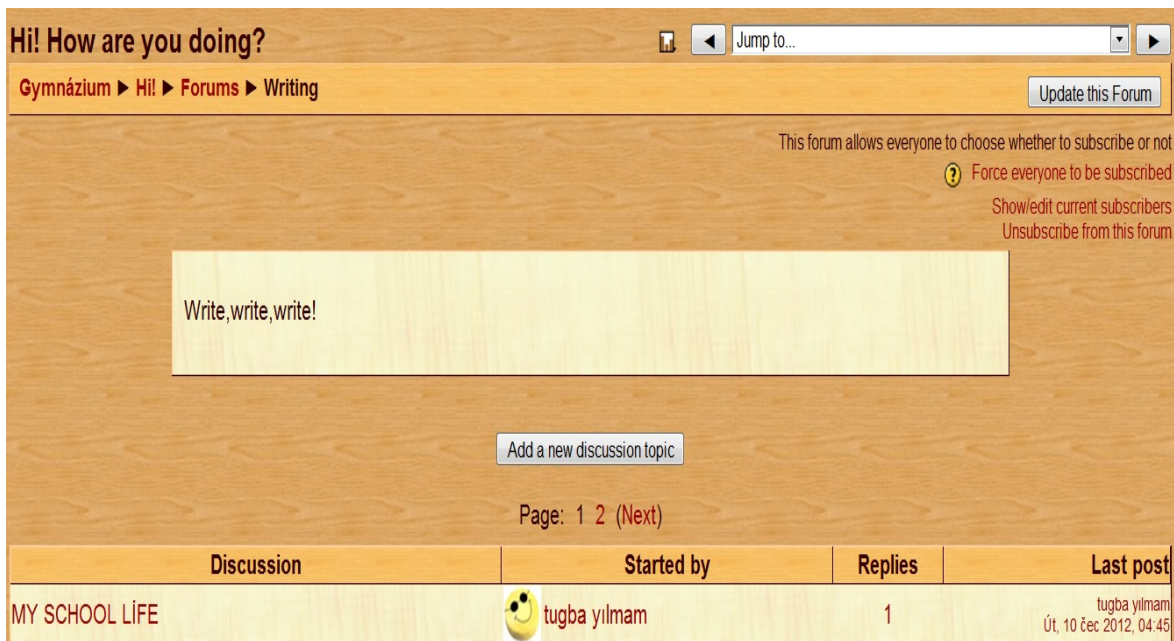 Hi! How are you doing?
Jump to...
Gymnázium ▶ Hi! ▶ Forums ▶ Writing
Update this Forum
This forum allows everyone to choose whether to subscribe or not
Force everyone to be subscribed
Show/edit current subscribers
Unsubscribe from this forum
Write,write,write!
Add a new discussion topic
Page: 1 2 (Next)
Discussion Started by Replies Last post
MY SCHOOL LİFE tugba yılmam 1 tugba yılmam
Út, 10 čec 2012, 04:45